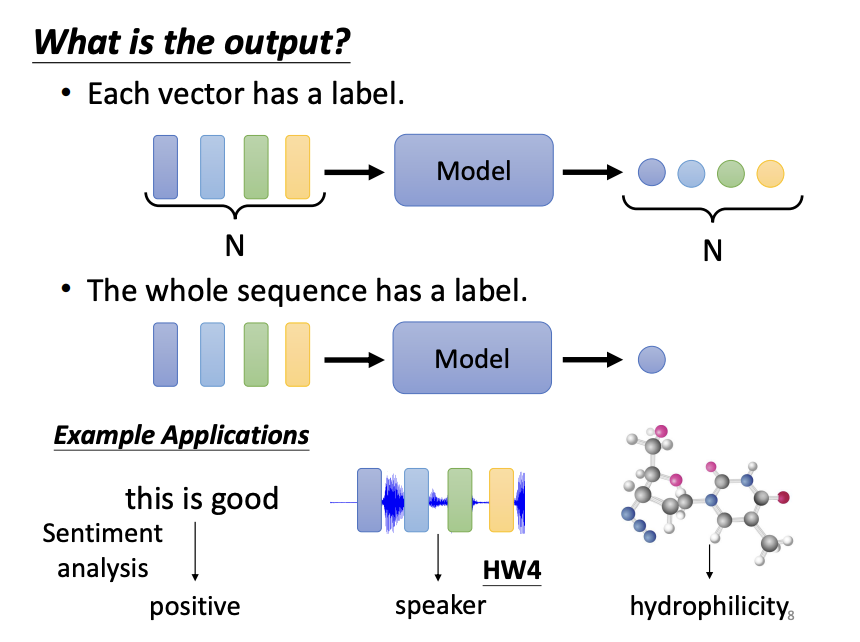 What is the output?
• Each vector has a label.
Model
N
N
• The whole sequence has a label.
Model
Example Applications
this is good
Sentiment
analysis
positive
HW4
speaker
hydrophilicity
8